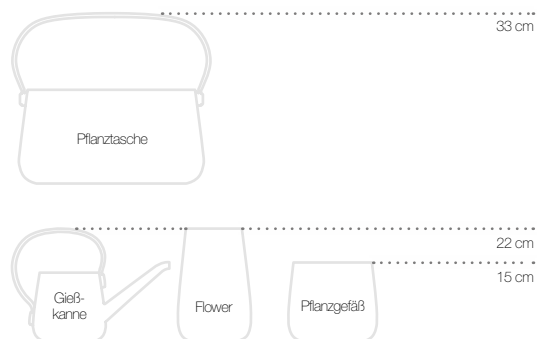 33 cm
Pflanztasche
22 cm
15 cm
Gieß-
kanne
Flower
Pflanzgefäß